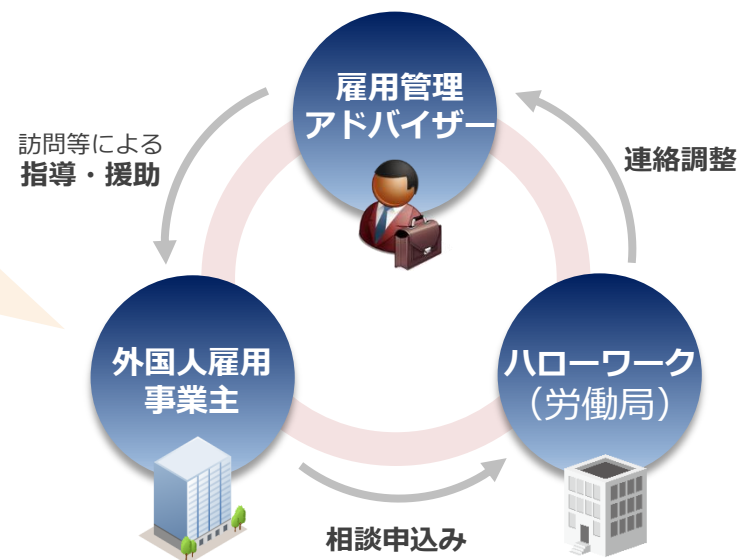 雇用管理
アドバイザー
訪問等による
指導・援助
連絡調整
外国人雇用
事業主
ハローワーク
（労働局）
相談申込み